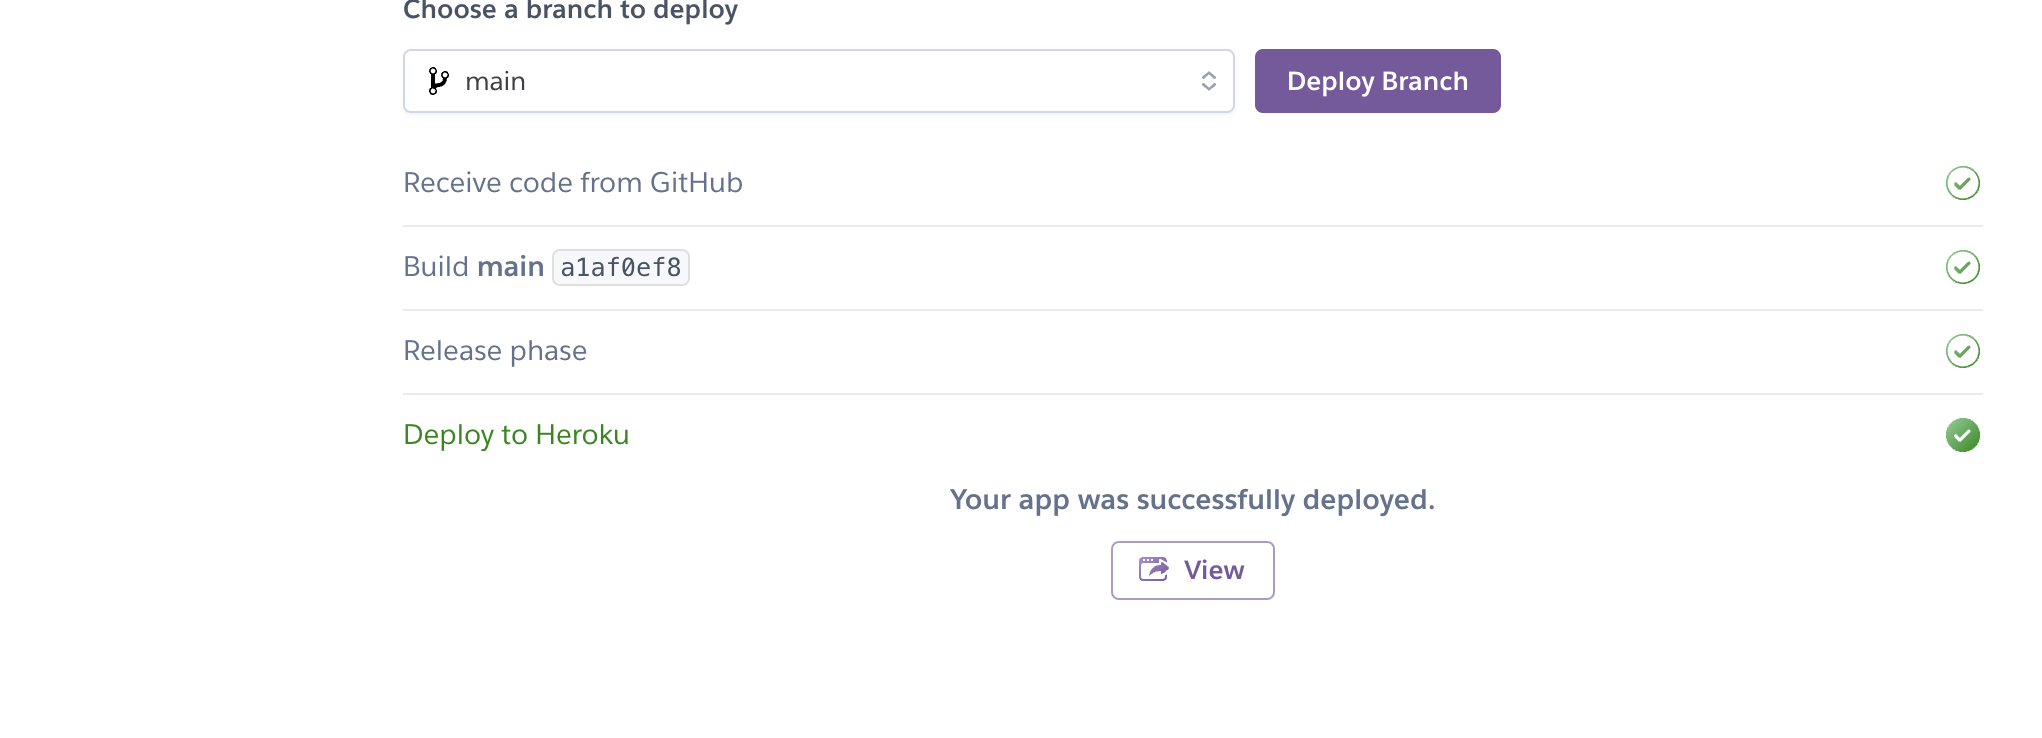 Choose a branch to deploy
main
Deploy Branch
Receive code from GitHub
Build main a1af0ef8
Release phase
Deploy to Heroku
Your app was successfully deployed.
View